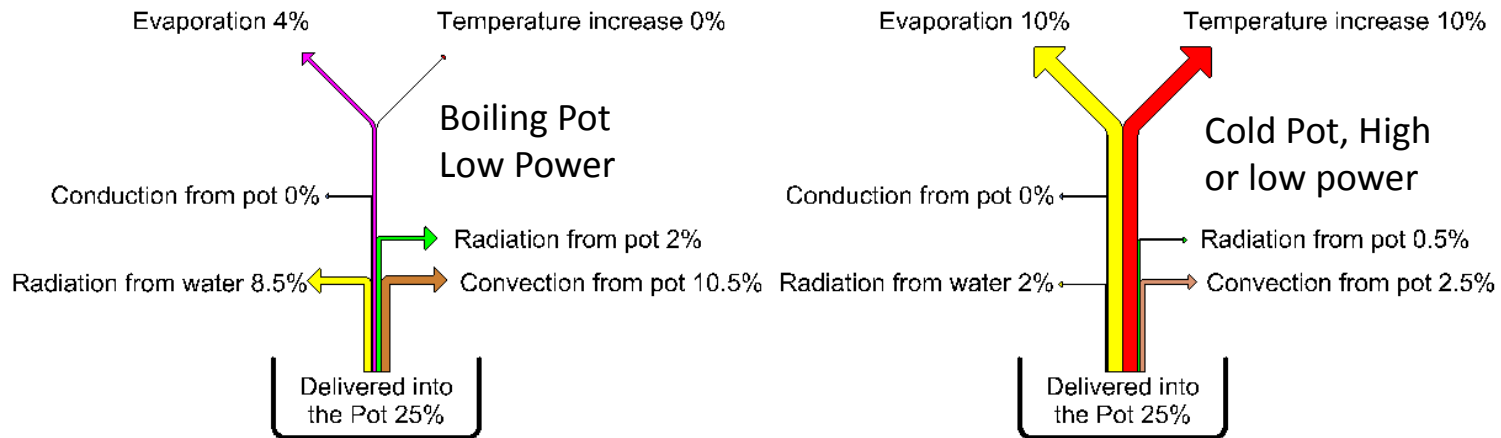 Evaporation 4%
Temperature increase 0%
Boiling Pot
Low Power
Conduction from pot 0%
Radiation from pot 2%
Radiation from water 8.5%
Convection from pot 10.5%
Delivered into
the Pot 25%
Evaporation 10%
Temperature increase 10%
Cold Pot, High
or low power
Conduction from pot 0%
Radiation from pot 0.5%
Radiation from water 2%
Convection from pot 2.5%
Delivered into
the Pot 25%